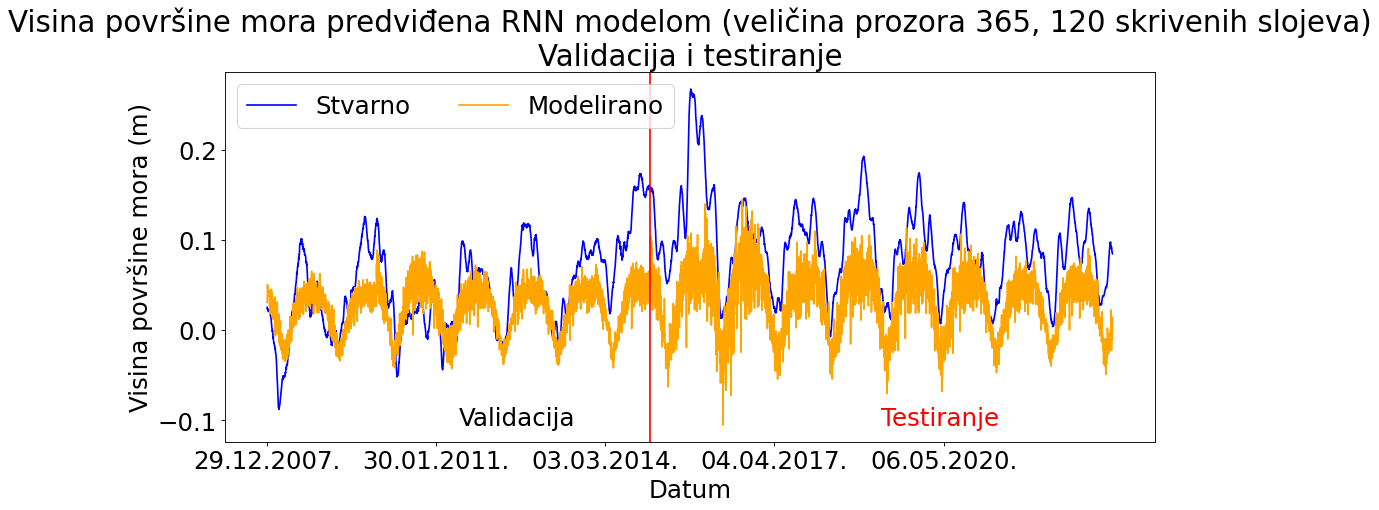 Visina površine mora predviđena RNN modelom (veličina prozora 365, 120 skrivenih slojeva)
Validacija i testiranje
Stvarno Modelirano
Visina površine mora (m)
0.2
0.1
0.0
−0.1
Validacija Testiranje
29.12.2007. 30.01.2011. 03.03.2014. 04.04.2017. 06.05.2020.
Datum